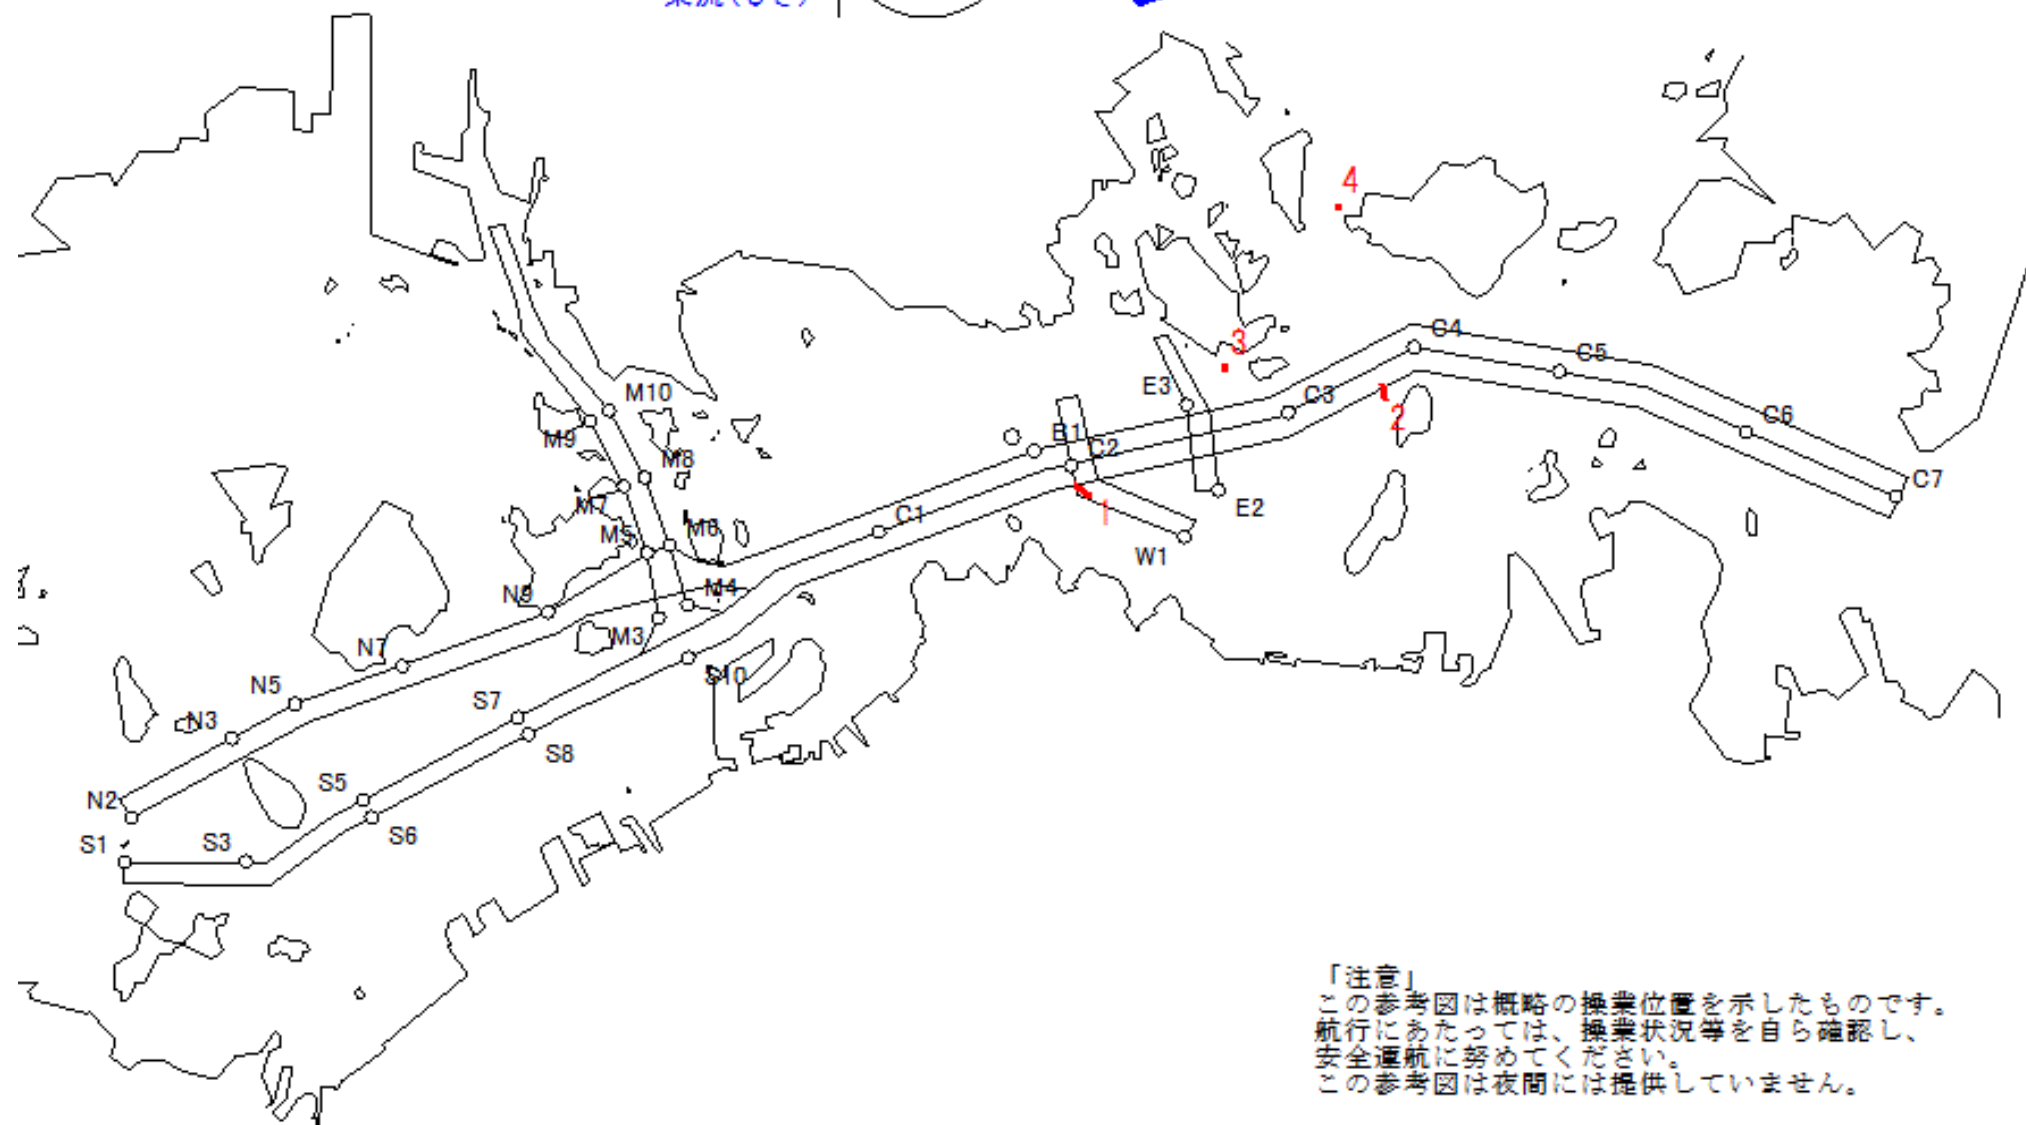 4
3
C4
C5
E3
M10
C3
2
C6
B1
M9
C2
M8
C7
M7
1
E2
C1
M5
M6
W1
N9
M4
M3
N7
S10
N5
S7
N3
S8
S5
N2
S6
S1
S3
「注意」
この参考図は概略の操業位置を示したものです。
航行にあたっては、操業状況等を自ら確認し、
安全運航に努めてください。
この参考図は夜間には提供していません。